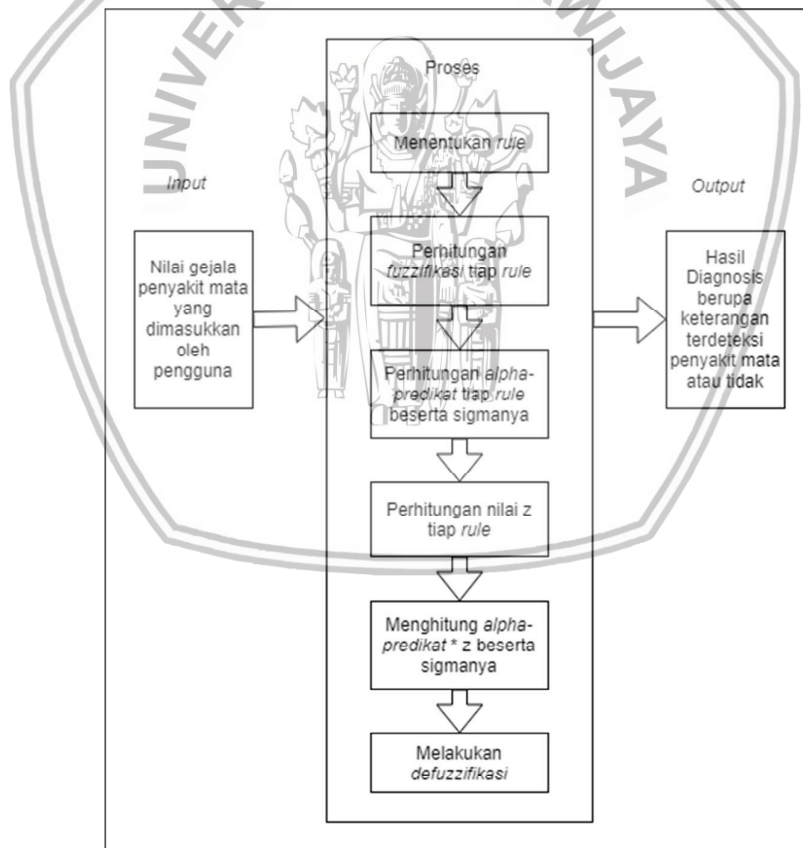 UNIVER
WIJAYA
Proses
Menentukan rule
Input
Output
Perhitungan
fuzzifikasi tiap rule
Nilai gejala
penyakit mata
yang
dimasukkan
oleh
pengguna
Hasil
Diagnosis
berupa
keterangan
terdeteksi
penyakit mata
atau tidak
Perhitungan alpha-
predikat tiap rule
beserta sigmanya
Perhitungan nilai z
tiap rule
Menghitung alpha-
predikat * z beserta
sigmanya
Melakukan
defuzzifikasi